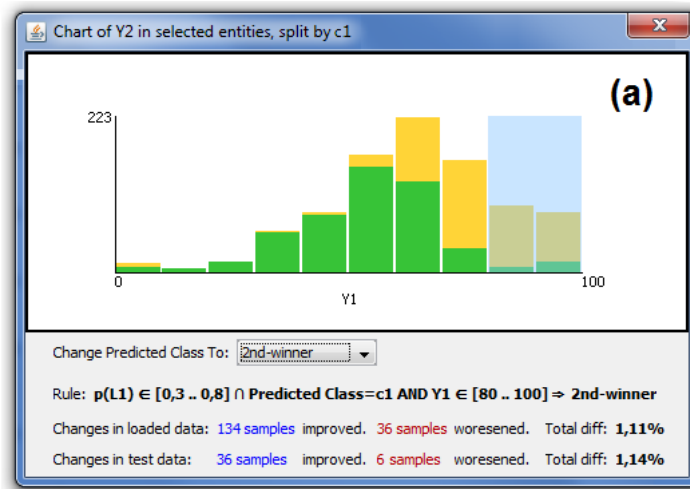 Chart of Y2 in selected entities, split by c1
(a)
223
0
100
Y1
Change Predicted Class To: 2nd-winner
Rule: p(L1) ∈ [0,3 .. 0,8] ∩ Predicted Class=c1 AND Y1 ∈ [80 .. 100] ⇒ 2nd-winner
Changes in loaded data: 134 samples improved. 36 samples woresened. Total diff: 1,11%
Changes in test data: 36 samples improved. 6 samples woresened. Total diff: 1,14%